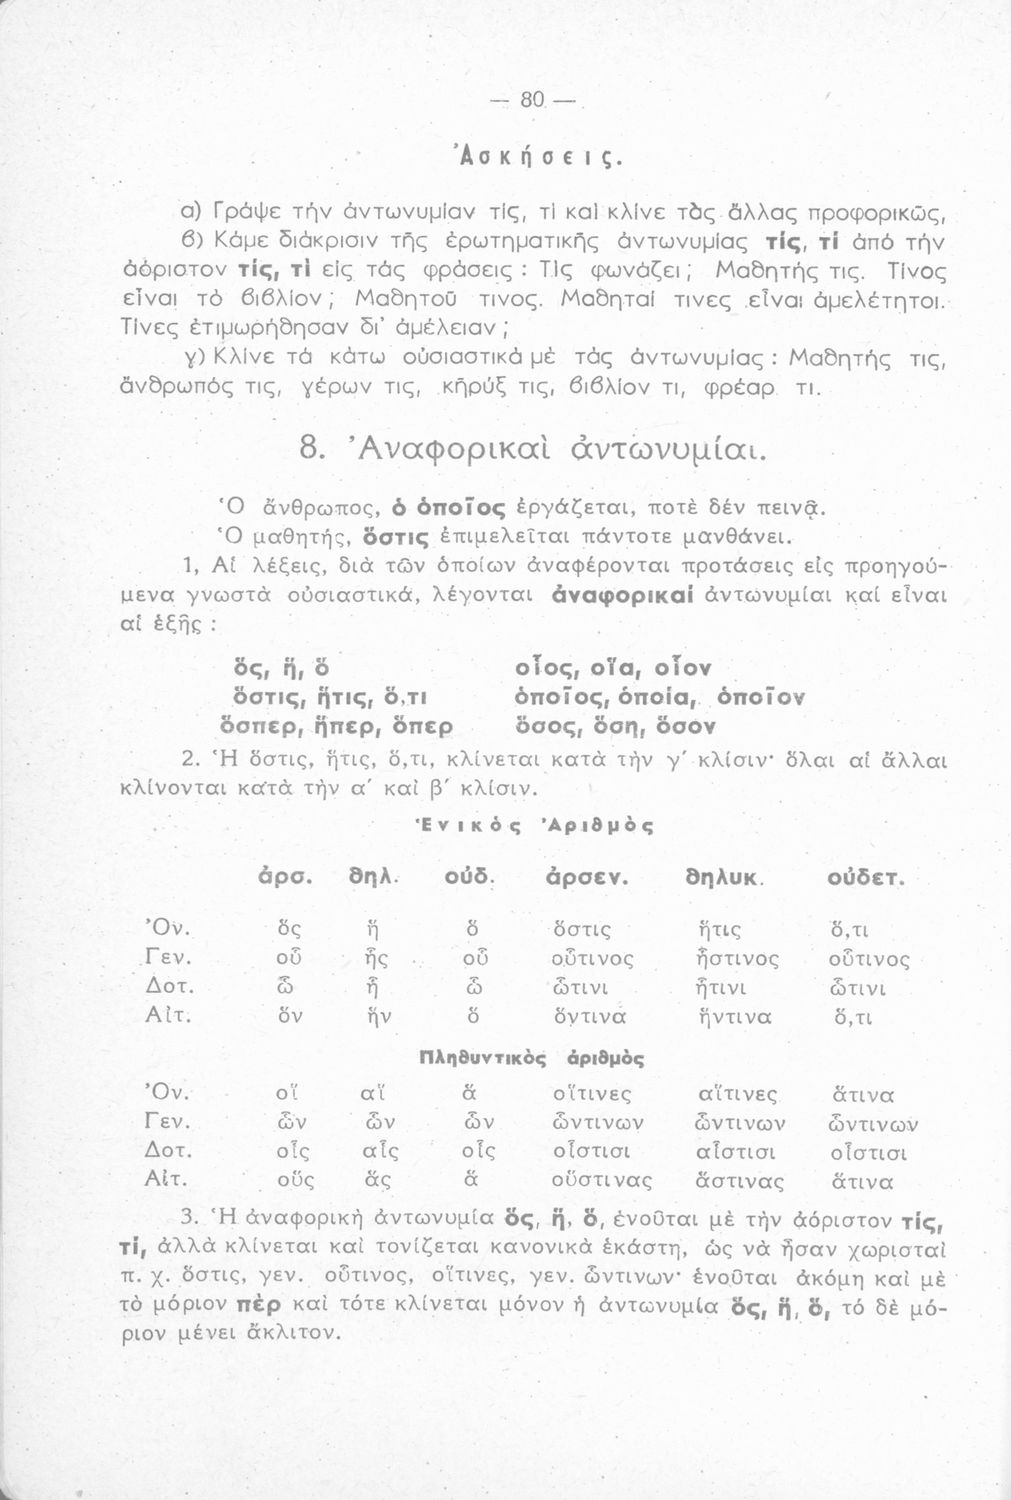 — 80 —
Ἀσκήσεις.
α) Γράψε τήν ἀντωνυμίαν τίς, τί καί κλίνε τὰς ἄλλας προφορικῶς,
β) Κάμε διάκρισιν τῆς ἐρωτηματικῆς ἀντωνυμίας τίς, τί ἀπό τήν
ἀόριστον τίς, τὶ εἰς τάς φράσεις : Τίς φωνάζει ; Μαθητής τις. Τίνος
εἶναι τό βιβλίον ; Μαθητοῦ τινος. Μαθηταί τινες εἶναι ἀμελέτητοι.
Τίνες ἐτιμωρήθησαν δι' ἀμέλειαν ;
γ) Κλίνε τά κάτω οὐσιαστικά μέ τάς ἀντωνυμίας : Μαθητής τις,
ἄνθρωπός τις, γέρων τις, κῆρύξ τις, βιβλίον τι, φρέαρ τι.
8. Ἀναφορικαὶ ἀντωνυμίαι.
Ὁ ἄνθρωπος, ὁ ὁποῖος ἐργάζεται, ποτὲ δέν πεινᾷ.
Ὁ μαθητής, ὅστις ἐπιμελεῖται πάντοτε μανθάνει.
1, Αἱ λέξεις, διὰ τῶν ὁποίων ἀναφέρονται προτάσεις εἰς προηγού-
μενα γνωστὰ οὐσιαστικά, λέγονται ἀναφορικαί ἀντωνυμίαι καί εἶναι
αἱ ἑξῆς :
ὅς, ἥ, ὅ οἷος, οἵα, οἷον
ὅστις, ἥτις, ὅ,τι ὁποῖος, ὁποία, ὁποῖον
ὅσπερ, ἥπερ, ὅπερ ὅσος, ὅση, ὅσον
2. Ἡ ὅστις, ἥτις, ὅ,τι, κλίνεται κατὰ τὴν γ' κλίσιν· ὅλαι αἱ ἄλλαι
κλίνονται κατὰ τὴν α' καὶ β' κλίσιν.
Ἑνικός Ἀριθμὸς
ἀρσ. θηλ. οὐδ. ἀρσεν. θηλυκ. οὐδετ.
Ὀν. ὅς ἥ ὅ ὅστις ἥτις ὅ,τι
Γεν. οὗ ἧς οὗ οὗτινος ἧστινος οὗτινος
Δοτ. ᾧ ᾗ ᾧ ᾧτινι ᾗτινι ᾧτινι
Αἰτ. ὅν ἥν ὅ ὅντινα ἥντινα ὅ,τι
Πληθυντικὸς ἀριθμὸς
Ὀν. οἵ αἵ ἅ οἵτινες αἵτινες ἅτινα
Γεν. ὧν ὧν ὧν ὧντινων ὧντινων ὧντινων
Δοτ. οἷς αἷς οἷς οἷστισι αἷστισι οἷστισι
Αἰτ. οὕς ἅς ἅ οὕστινας ἅστινας ἅτινα
3. Ἡ ἀναφορικὴ ἀντωνυμία ὅς, ἥ, ὅ, ἑνοῦται μὲ τὴν ἀόριστον τίς,
τί, ἀλλὰ κλίνεται καὶ τονίζεται κανονικὰ ἑκάστη, ὡς νὰ ἦσαν χωρισταὶ
π. χ. ὅστις, γεν. οὗτινος, οἵτινες, γεν. ὧντινων· ἑνοῦται ἀκόμη καὶ μὲ
τὸ μόριον πὲρ καὶ τότε κλίνεται μόνον ἡ ἀντωνυμία ὅς, ἥ, ὅ, τό δὲ μό-
ριον μένει ἄκλιτον.